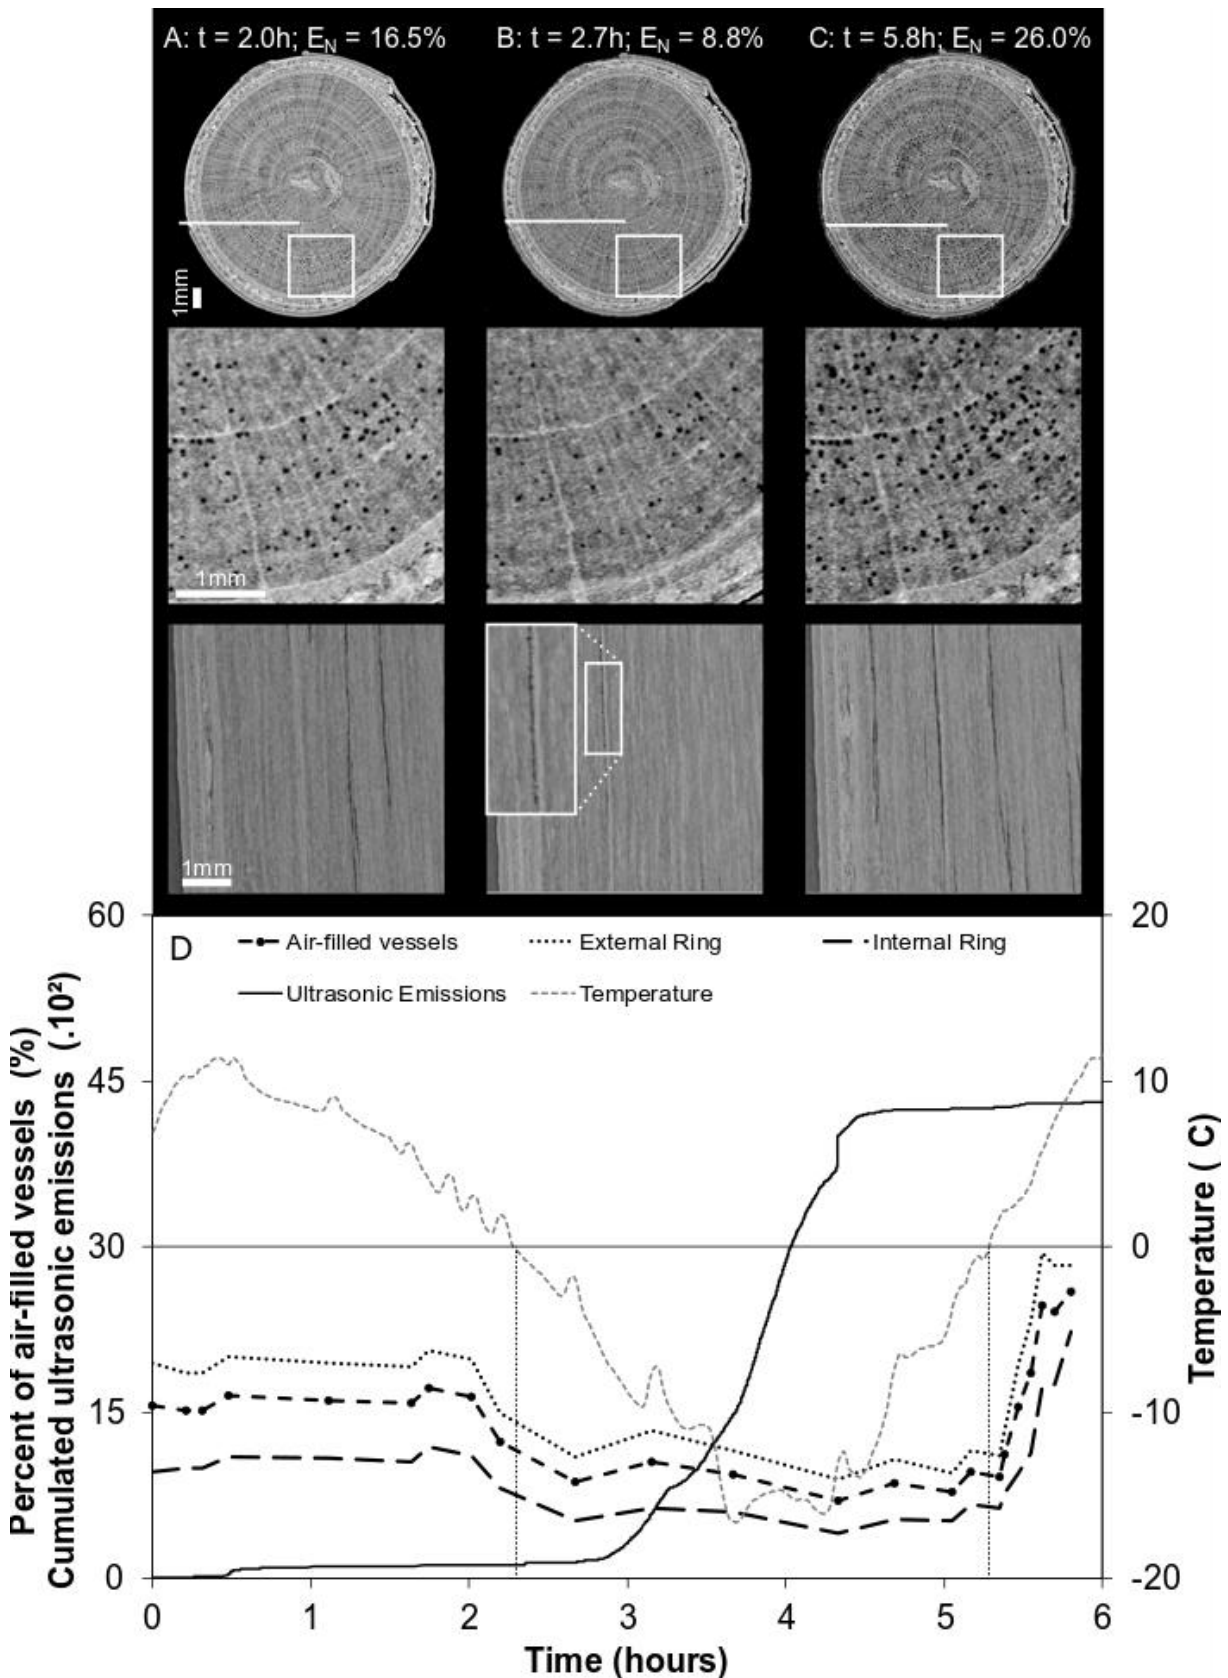 A: t = 2.0h; E_N = 16.5%
B: t = 2.7h; E_N = 8.8%
C: t = 5.8h; E_N = 26.0%
1mm
1mm
1mm
D
Air-filled vessels
External Ring
Internal Ring
Ultrasonic Emissions
Temperature
Percent of air-filled vessels (%)
Cumulated ultrasonic emissions (.10²)
60
45
30
15
0
20
10
0
-10
-20
Temperature ( C)
0
1
2
3
4
5
6
Time (hours)